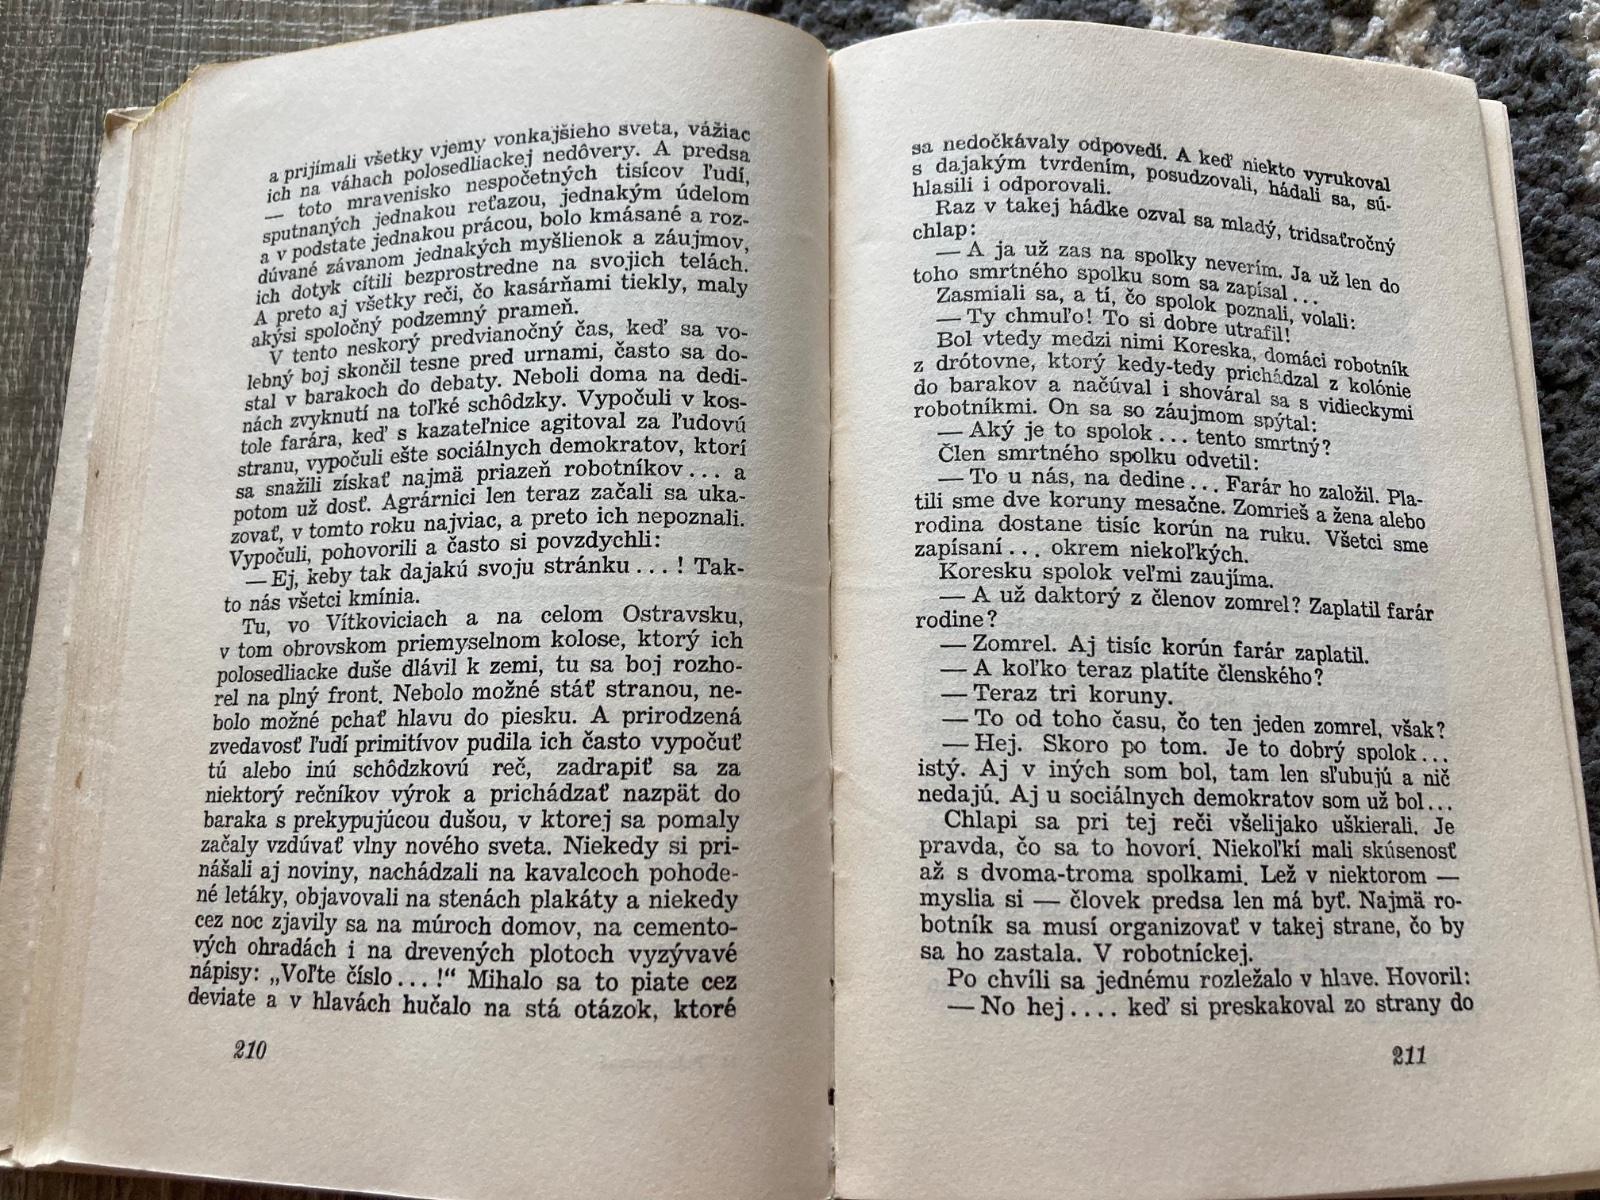 a prijímali všetky vjemy vonkajšieho sveta, vážiac
ich na váhach polosedliackej nedôvery. A predsa
— toto mravenisko nespočetných tisícov ľudí,
sputnaných jednakou reťazou, jednakým údelom
a v podstate jednakou prácou, bolo kmásané a roz-
dúvané závanom jednakých myšlienok a záujmov,
ich dotyk cítili bezprostredne na svojich telách.
A preto aj všetky reči, čo kasárňami tiekly, maly
akýsi spoločný podzemný prameň.
V tento neskorý predvianočný čas, keď sa vo-
lebný boj skončil tesne pred urnami, často sa do-
stal v barakoch do debaty. Neboli doma na dedi-
nách zvyknutí na toľké schôdzky. Vypočuli v kos-
tole farára, keď s kazateľnice agitoval za ľudovú
stranu, vypočuli ešte sociálnych demokratov, ktorí
sa snažili získať najmä priazeň robotníkov... a
potom už dosť. Agrárnici len teraz začali sa uka-
zovať, v tomto roku najviac, a preto ich nepoznali.
Vypočuli, pohovorili a často si povzdychli:
— Ej, keby tak dajakú svoju stránku...! Tak-
to nás všetci kmínia.
Tu, vo Vítkoviciach a na celom Ostravsku,
v tom obrovskom priemyselnom kolose, ktorý ich
polosedliacke duše dlávil k zemi, tu sa boj rozho-
rel na plný front. Nebolo možné stáť stranou, ne-
bolo možné pchať hlavu do piesku. A prirodzená
zvedavosť ľudí primitívov pudila ich často vypočuť
tú alebo inú schôdzkovú reč, zadrapiť sa za
niektorý rečníkov výrok a prichádzať nazpät do
baraka s prekypujúcou dušou, v ktorej sa pomaly
začaly vzdúvať vlny nového sveta. Niekedy si pri-
nášali aj noviny, nachádzali na kavalcoch pohode-
né letáky, objavovali na stenách plakáty a niekedy
cez noc zjavily sa na múroch domov, na cemento-
vých ohradách i na drevených plotoch vyzývavé
nápisy: „Voľte číslo...!“ Mihalo sa to piate cez
deviate a v hlavách hučalo na stá otázok, ktoré
210
sa nedočkávaly odpovedí. A keď niekto vyrukoval
s dajakým tvrdením, posudzovali, hádali sa, sú-
hlasili i odporovali.
Raz v takej hádke ozval sa mladý, tridsaťročný
chlap:
— A ja už zas na spolky neverím. Ja už len do
toho smrtného spolku som sa zapísal...
Zasmiali sa, a tí, čo spolok poznali, volali:
— Ty chmuľo! To si dobre utrafil!
Bol vtedy medzi nimi Koreska, domáci robotník
z drótovne, ktorý kedy-tedy prichádzal z kolónie
do barakov a načúval i shováral sa s vidieckymi
robotníkmi. On sa so záujmom spýtal:
— Aký je to spolok... tento smrtný?
Člen smrtného spolku odvetil:
— To u nás, na dedine... Farár ho založil. Pla-
tili sme dve koruny mesačne. Zomrieš a žena alebo
rodina dostane tisíc korún na ruku. Všetci sme
zapísaní... okrem niekoľkých.
Koresku spolok veľmi zaujíma.
— A už daktorý z členov zomrel? Zaplatil farár
rodine?
— Zomrel. Aj tisíc korún farár zaplatil.
— A koľko teraz platíte členského?
— Teraz tri koruny.
— To od toho času, čo ten jeden zomrel, však?
— Hej. Skoro po tom. Je to dobrý spolok...
istý. Aj v iných som bol, tam len sľubujú a nič
nedajú. Aj u sociálnych demokratov som už bol...
Chlapi sa pri tej reči všelijako uškierali. Je
pravda, čo sa to hovorí. Niekoľkí mali skúsenosť
až s dvoma-troma spolkami. Lež v niektorom —
myslia si — človek predsa len má byť. Najmä ro-
botník sa musí organizovať v takej strane, čo by
sa ho zastala. V robotníckej.
Po chvíli sa jednému rozležalo v hlave. Hovoril:
— No hej.... keď si preskakoval zo strany do
211